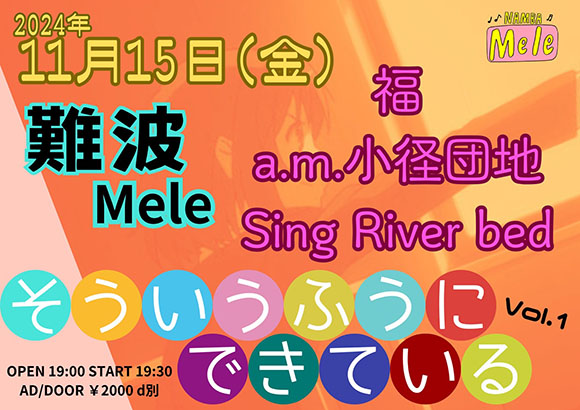 2024年
11月15日(金)
♪♪NAMBA♬
Mele
難波
Mele
福
a.m.小径団地
Sing River bed
そういうふうに
Vol.1
できている
OPEN 19:00 START 19:30
AD/DOOR ￥2000 d別